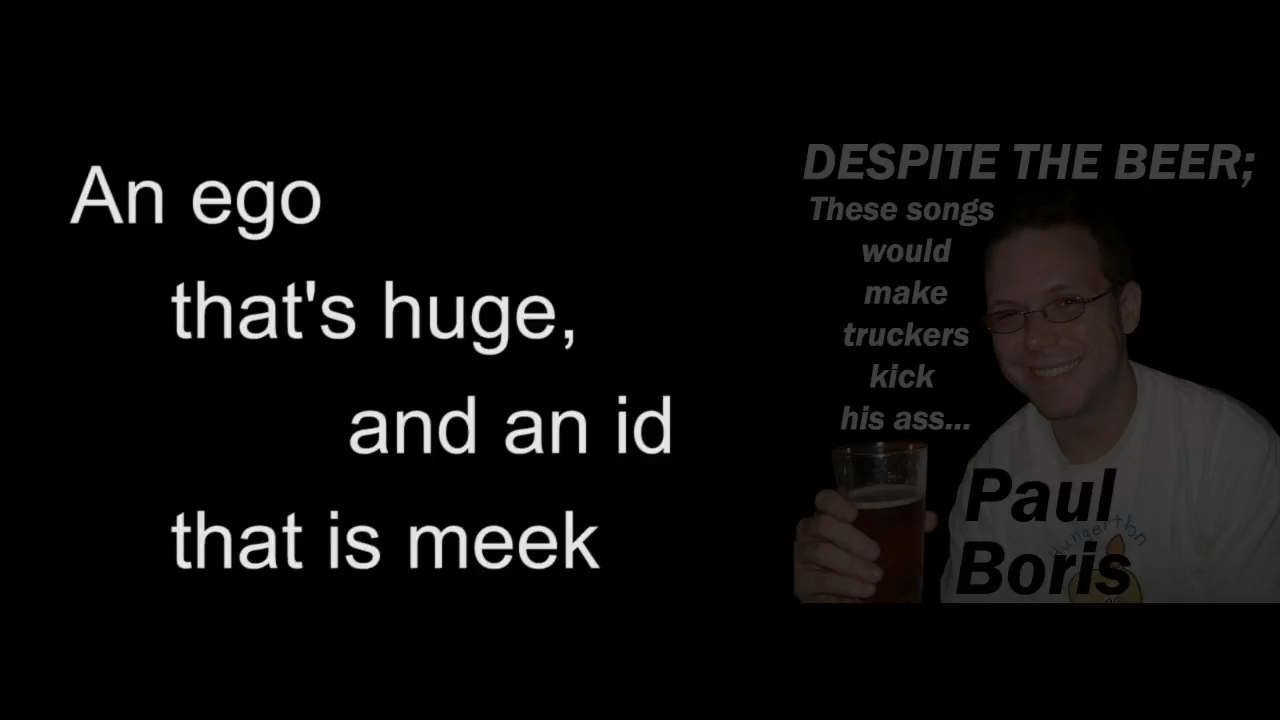 An ego
that's huge,
and an id
that is meek
DESPITE THE BEER;
These songs
would
make
truckers
kick
his ass...
Paul
Boris